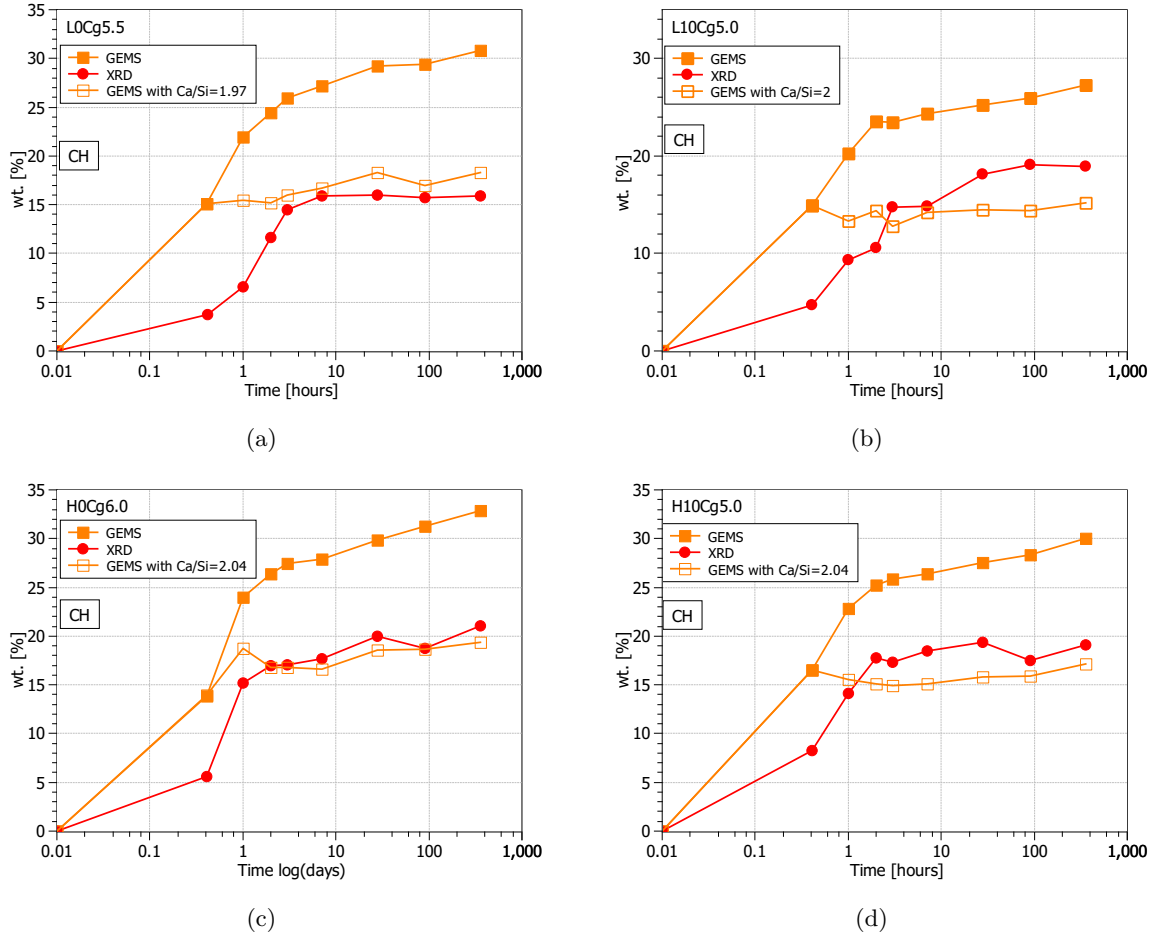 L0Cg5.5
GEMS
XRD
GEMS with Ca/Si=1.97
CH
wt. [%]
35
30
25
20
15
10
5
0
0.01 0.1 1 10 100 1,000
Time [hours]
(a)
L10Cg5.0
GEMS
XRD
GEMS with Ca/Si=2
CH
wt. [%]
35
30
25
20
15
10
5
0
0.01 0.1 1 10 100 1,000
Time [hours]
(b)
H0Cg6.0
GEMS
XRD
GEMS with Ca/Si=2.04
CH
wt. [%]
35
30
25
20
15
10
5
0
0.01 0.1 1 10 100 1,000
Time log(days)
(c)
H10Cg5.0
GEMS
XRD
GEMS with Ca/Si=2.04
CH
wt. [%]
35
30
25
20
15
10
5
0
0.01 0.1 1 10 100 1,000
Time [hours]
(d)